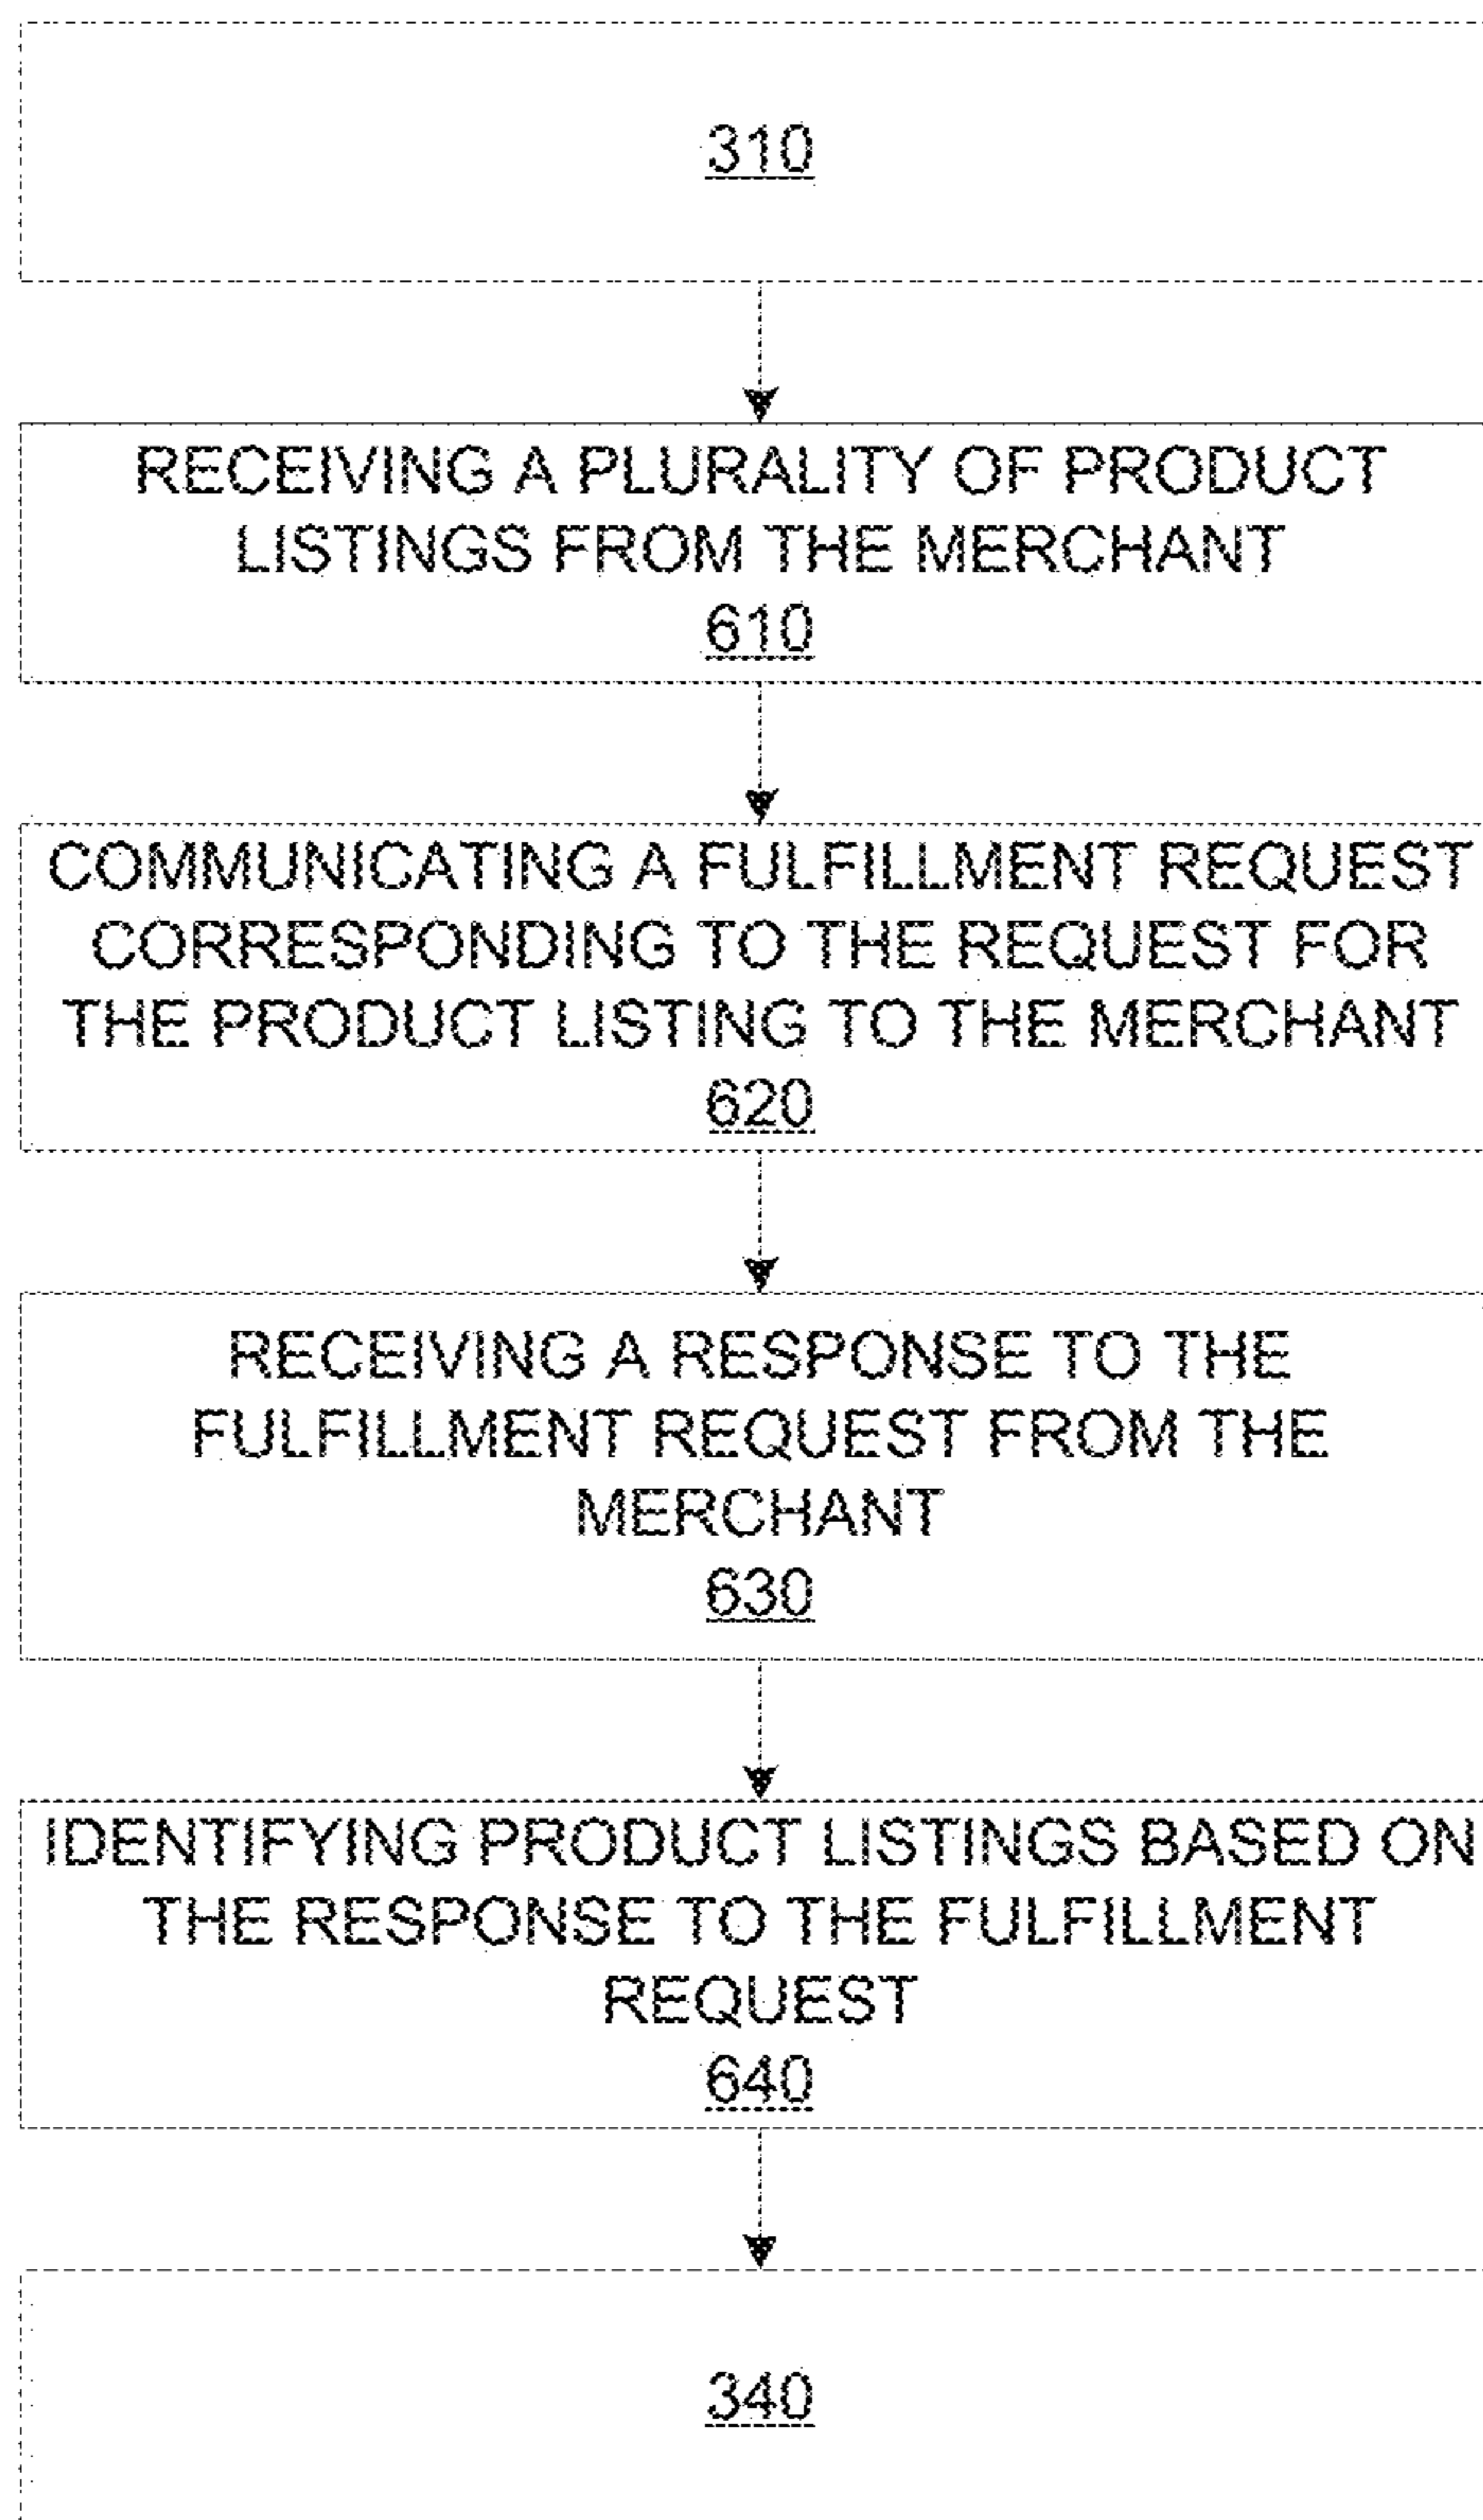 310
RECEIVING A PLURALITY OF PRODUCT
LISTINGS FROM THE MERCHANT
610
COMMUNICATING A FULFILLMENT REQUEST
CORRESPONDING TO THE REQUEST FOR
THE PRODUCT LISTING TO THE MERCHANT
620
RECEIVING A RESPONSE TO THE
FULFILLMENT REQUEST FROM THE
MERCHANT
630
IDENTIFYING PRODUCT LISTINGS BASED ON
THE RESPONSE TO THE FULFILLMENT
REQUEST
640
340